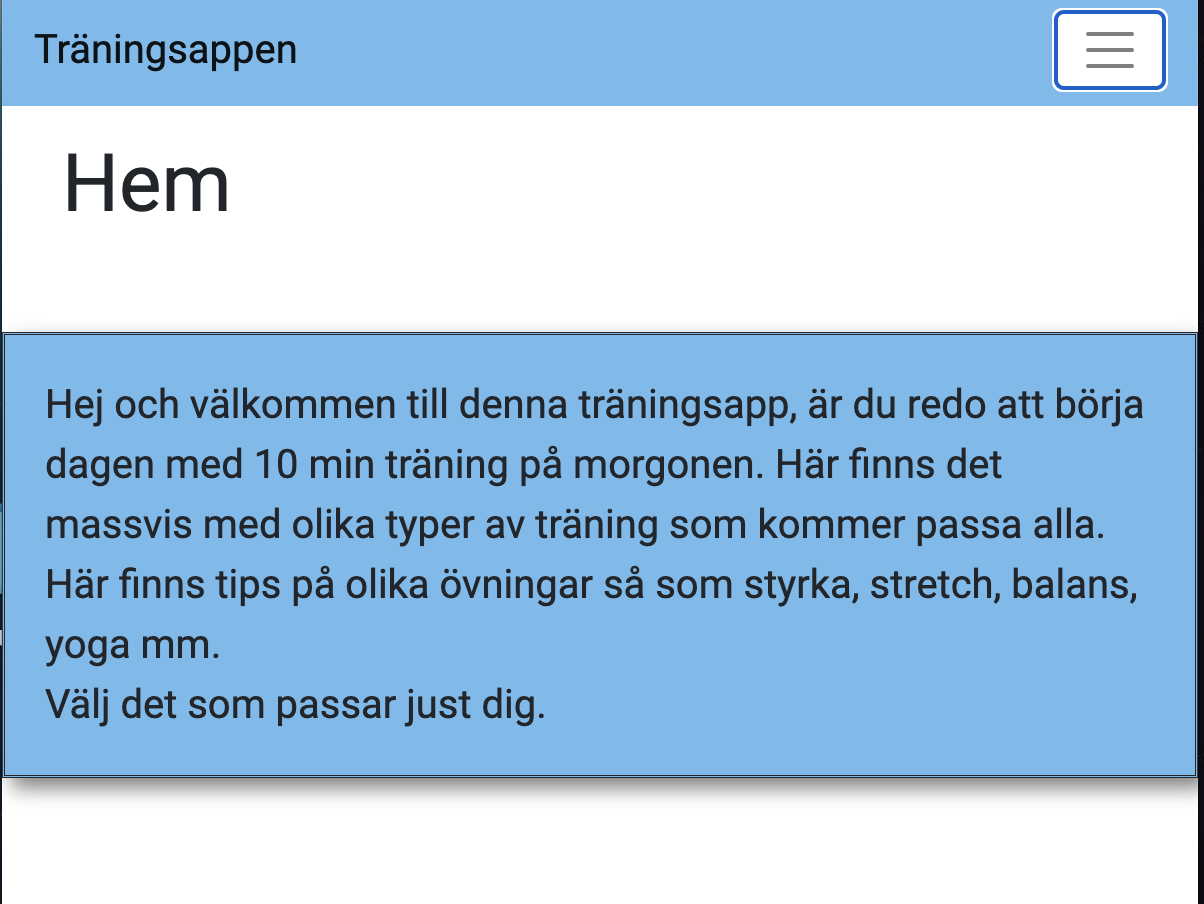 Träningsappen
Hem
Hej och välkommen till denna träningsapp, är du redo att börja
dagen med 10 min träning på morgonen. Här finns det
massvis med olika typer av träning som kommer passa alla.
Här finns tips på olika övningar så som styrka, stretch, balans,
yoga mm.
Välj det som passar just dig.